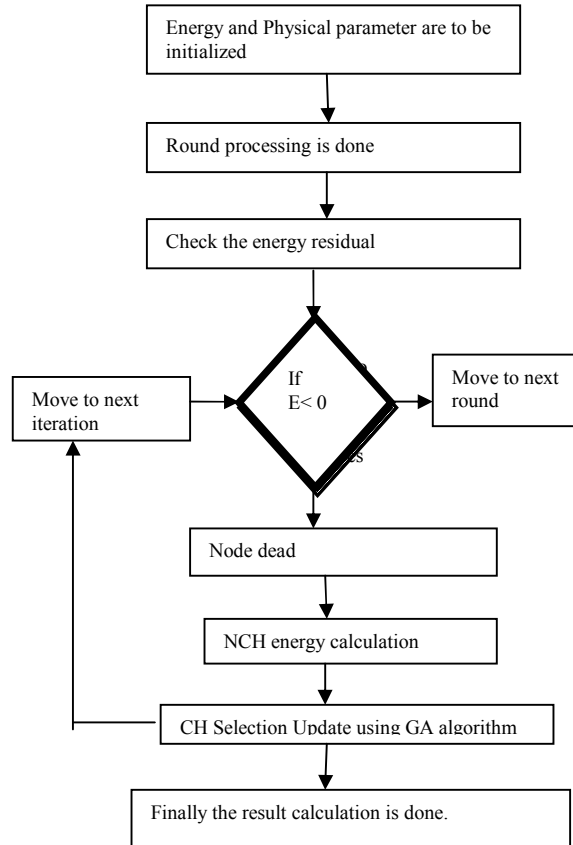 Energy and Physical parameter are to be
initialized
Round processing is done
Check the energy residual
If
E< 0
Move to next
iteration
Move to next
round
Node dead
NCH energy calculation
CH Selection Update using GA algorithm
Finally the result calculation is done.